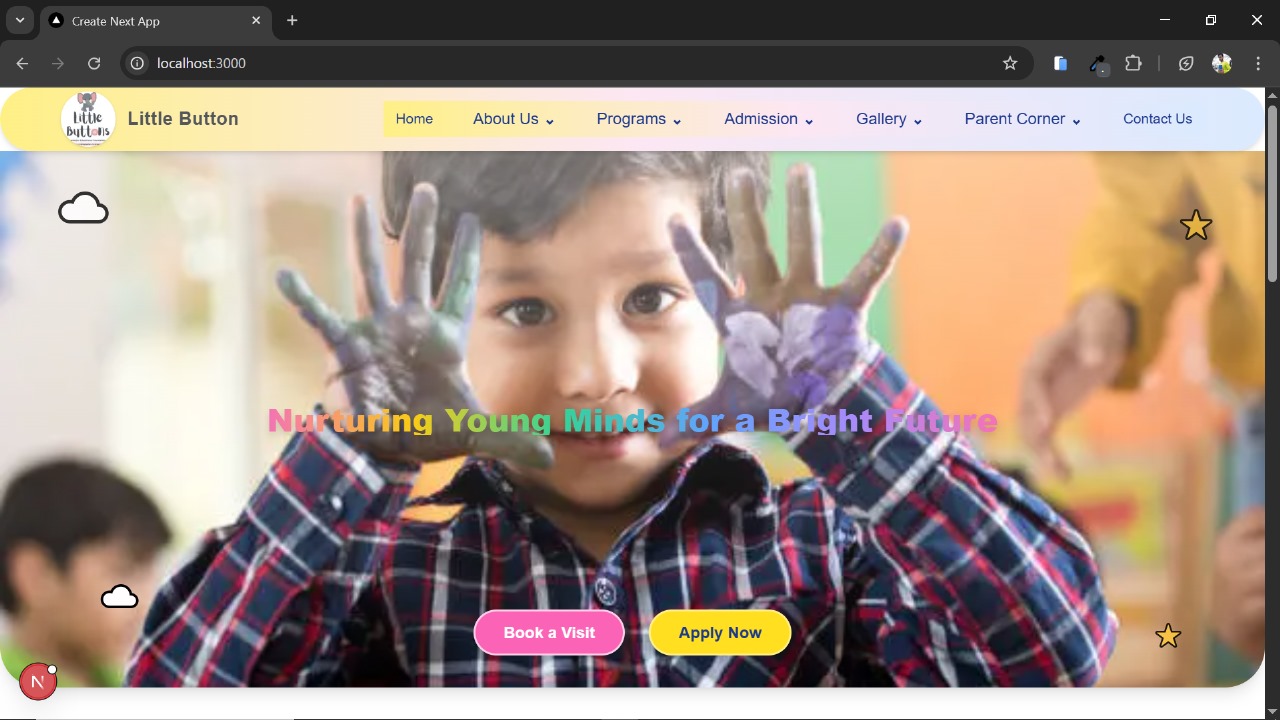 Create Next App
localhost:3000
Little Buttons
Little Button
Home
About Us
Programs
Admission
Gallery
Parent Corner
Contact Us
Nurturing Young Minds for a Bright Future
Book a Visit
Apply Now
N